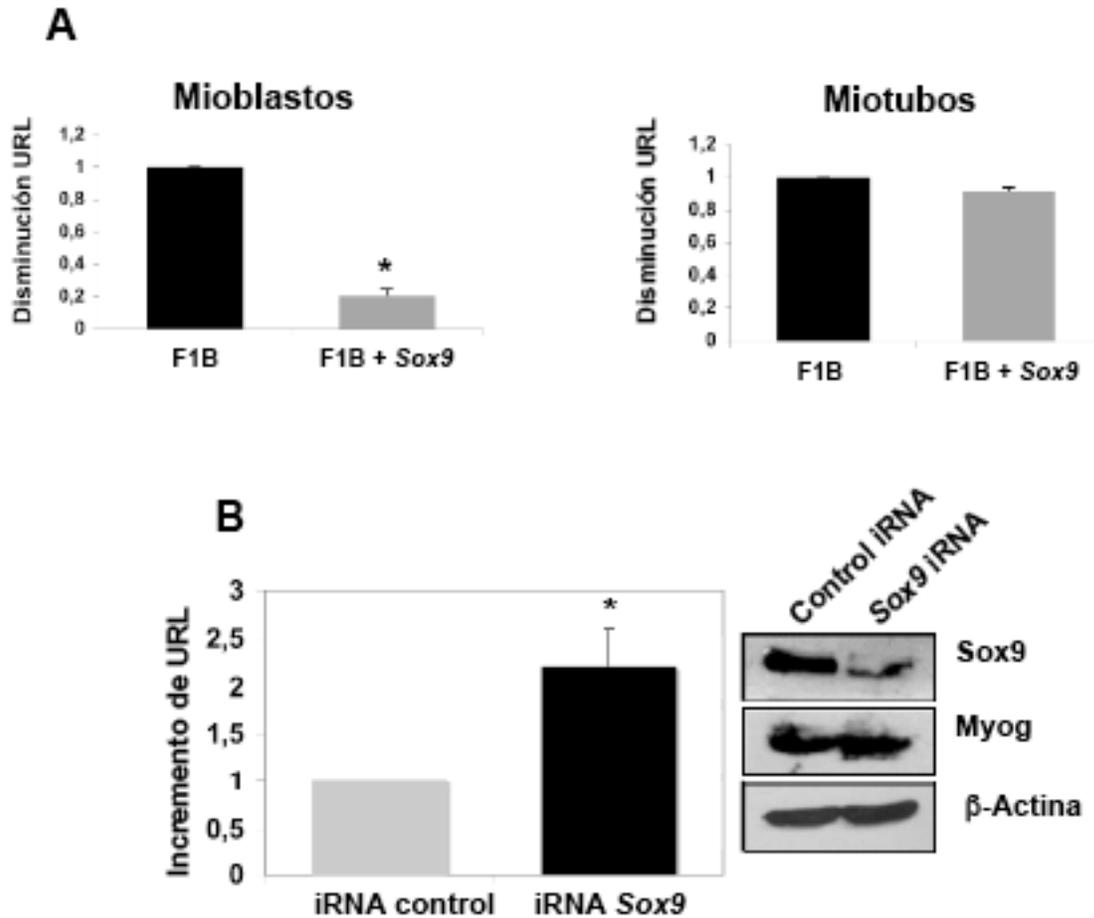 A
Mioblastos
Disminución URL
1,2
1
0,8
0,6
0,4
0,2
0
*
F1B
F1B + Sox9
Miotubos
Disminución URL
1,2
1
0,8
0,6
0,4
0,2
0
F1B
F1B + Sox9
B
Incremento de URL
3
2,5
2
1,5
1
0,5
0
*
iRNA control
iRNA Sox9
Control iRNA
Sox9 iRNA
Sox9
Myog
β-Actina